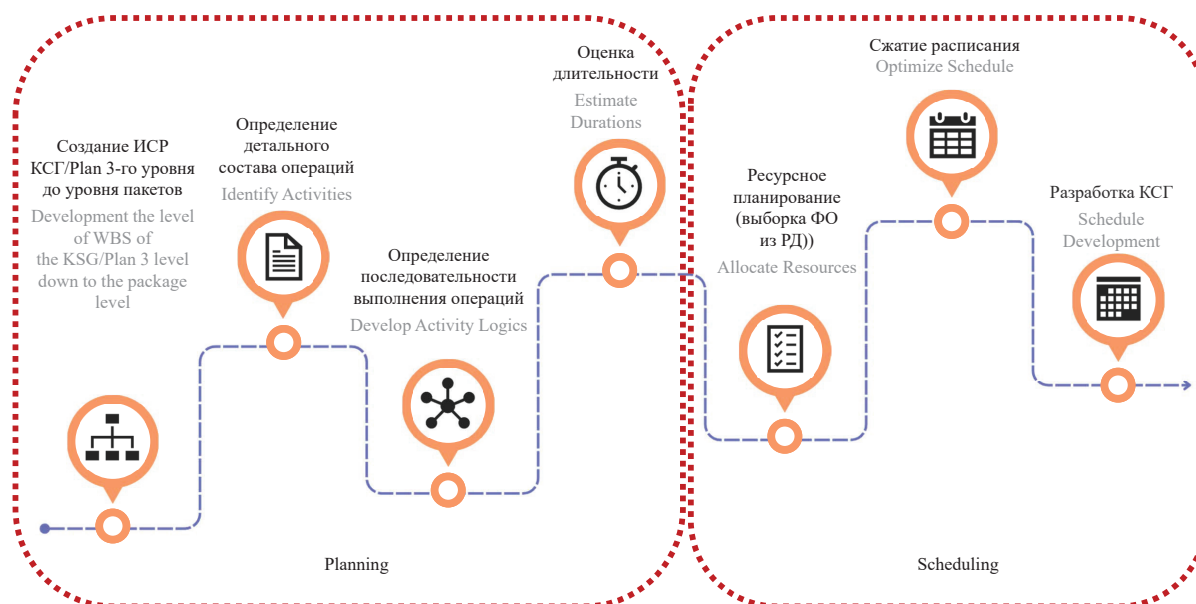 Создание ИСР
КСГ/Plan 3-го уровня
до уровня пакетов
Development the level
of WBS of
the KSG/Plan 3 level
down to the package
level
Определение
детального
состава операций
Identify Activities
Определение
последовательности
выполнения операций
Develop Activity Logics
Оценка
длительности
Estimate
Durations
Planning
Ресурсное
планирование
(выборка ФО
из РД))
Allocate Resources
Сжатие расписания
Optimize Schedule
Разработка КСГ
Schedule
Development
Scheduling